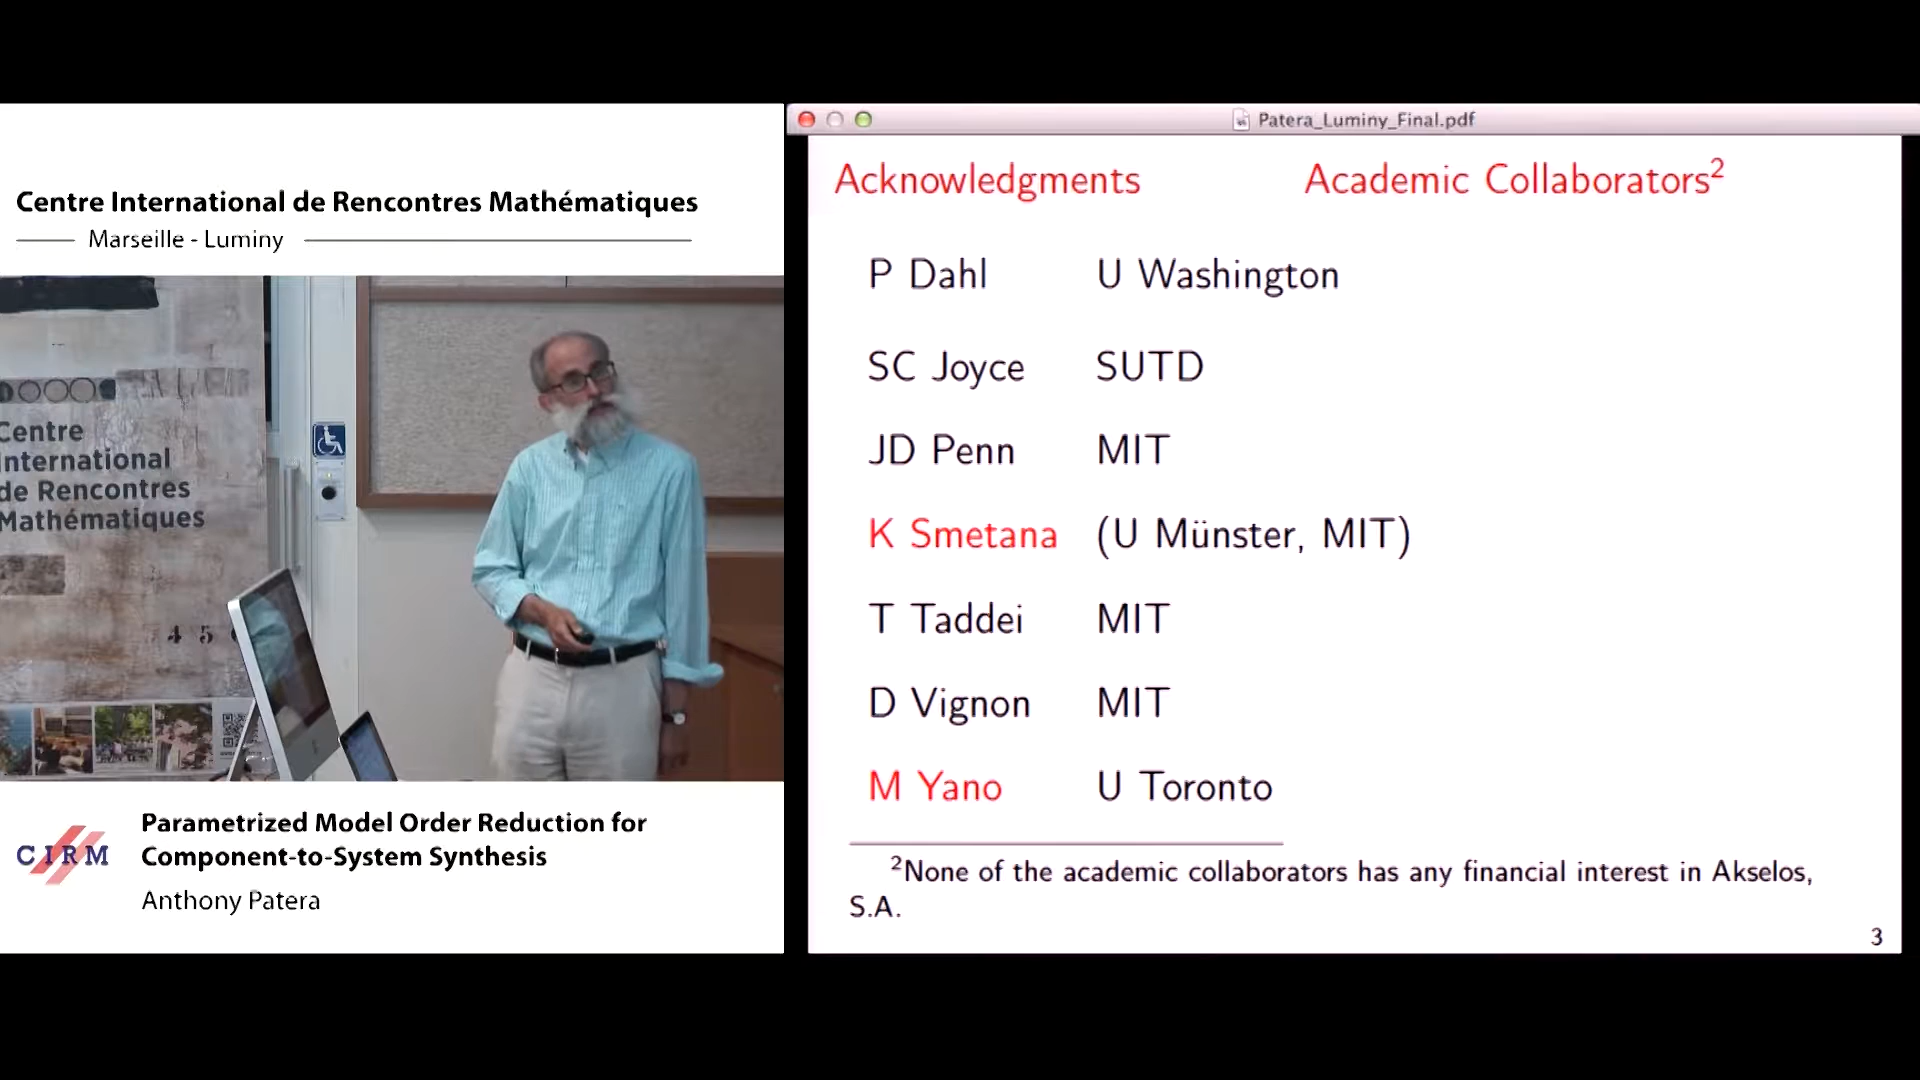 Centre International de Rencontres Mathématiques
Marseille - Luminy
Centre
International
de Rencontres
Mathématiques
4 5
CIRM
Parametrized Model Order Reduction for
Component-to-System Synthesis
Anthony Patera
Patera_Luminy_Final.pdf
Acknowledgments Academic Collaborators²
P Dahl U Washington
SC Joyce SUTD
JD Penn MIT
K Smetana (U Münster, MIT)
T Taddei MIT
D Vignon MIT
M Yano U Toronto
²None of the academic collaborators has any financial interest in Akselos,
S.A.
3